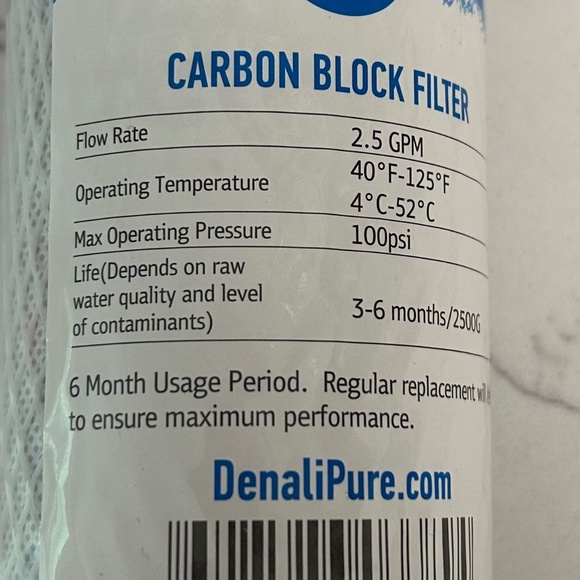 CARBON BLOCK FILTER
Flow Rate 2.5 GPM
Operating Temperature 40°F-125°F
4°C-52°C
Max Operating Pressure 100psi
Life(Depends on raw
water quality and level
of contaminants) 3-6 months/2500G
6 Month Usage Period. Regular replacement
to ensure maximum performance.
DenaliPure.com